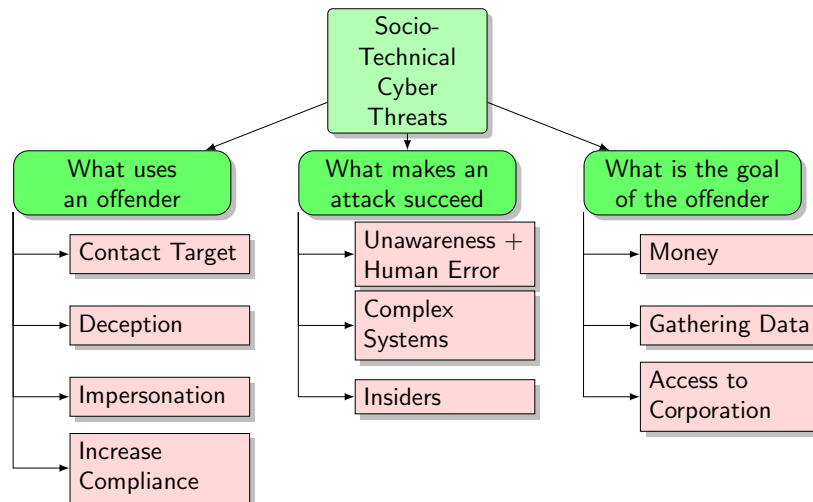 Socio-
Technical
Cyber
Threats
What uses
an offender
What makes an
attack succeed
What is the goal
of the offender
Contact Target
Deception
Impersonation
Increase
Compliance
Unawareness +
Human Error
Complex
Systems
Insiders
Money
Gathering Data
Access to
Corporation